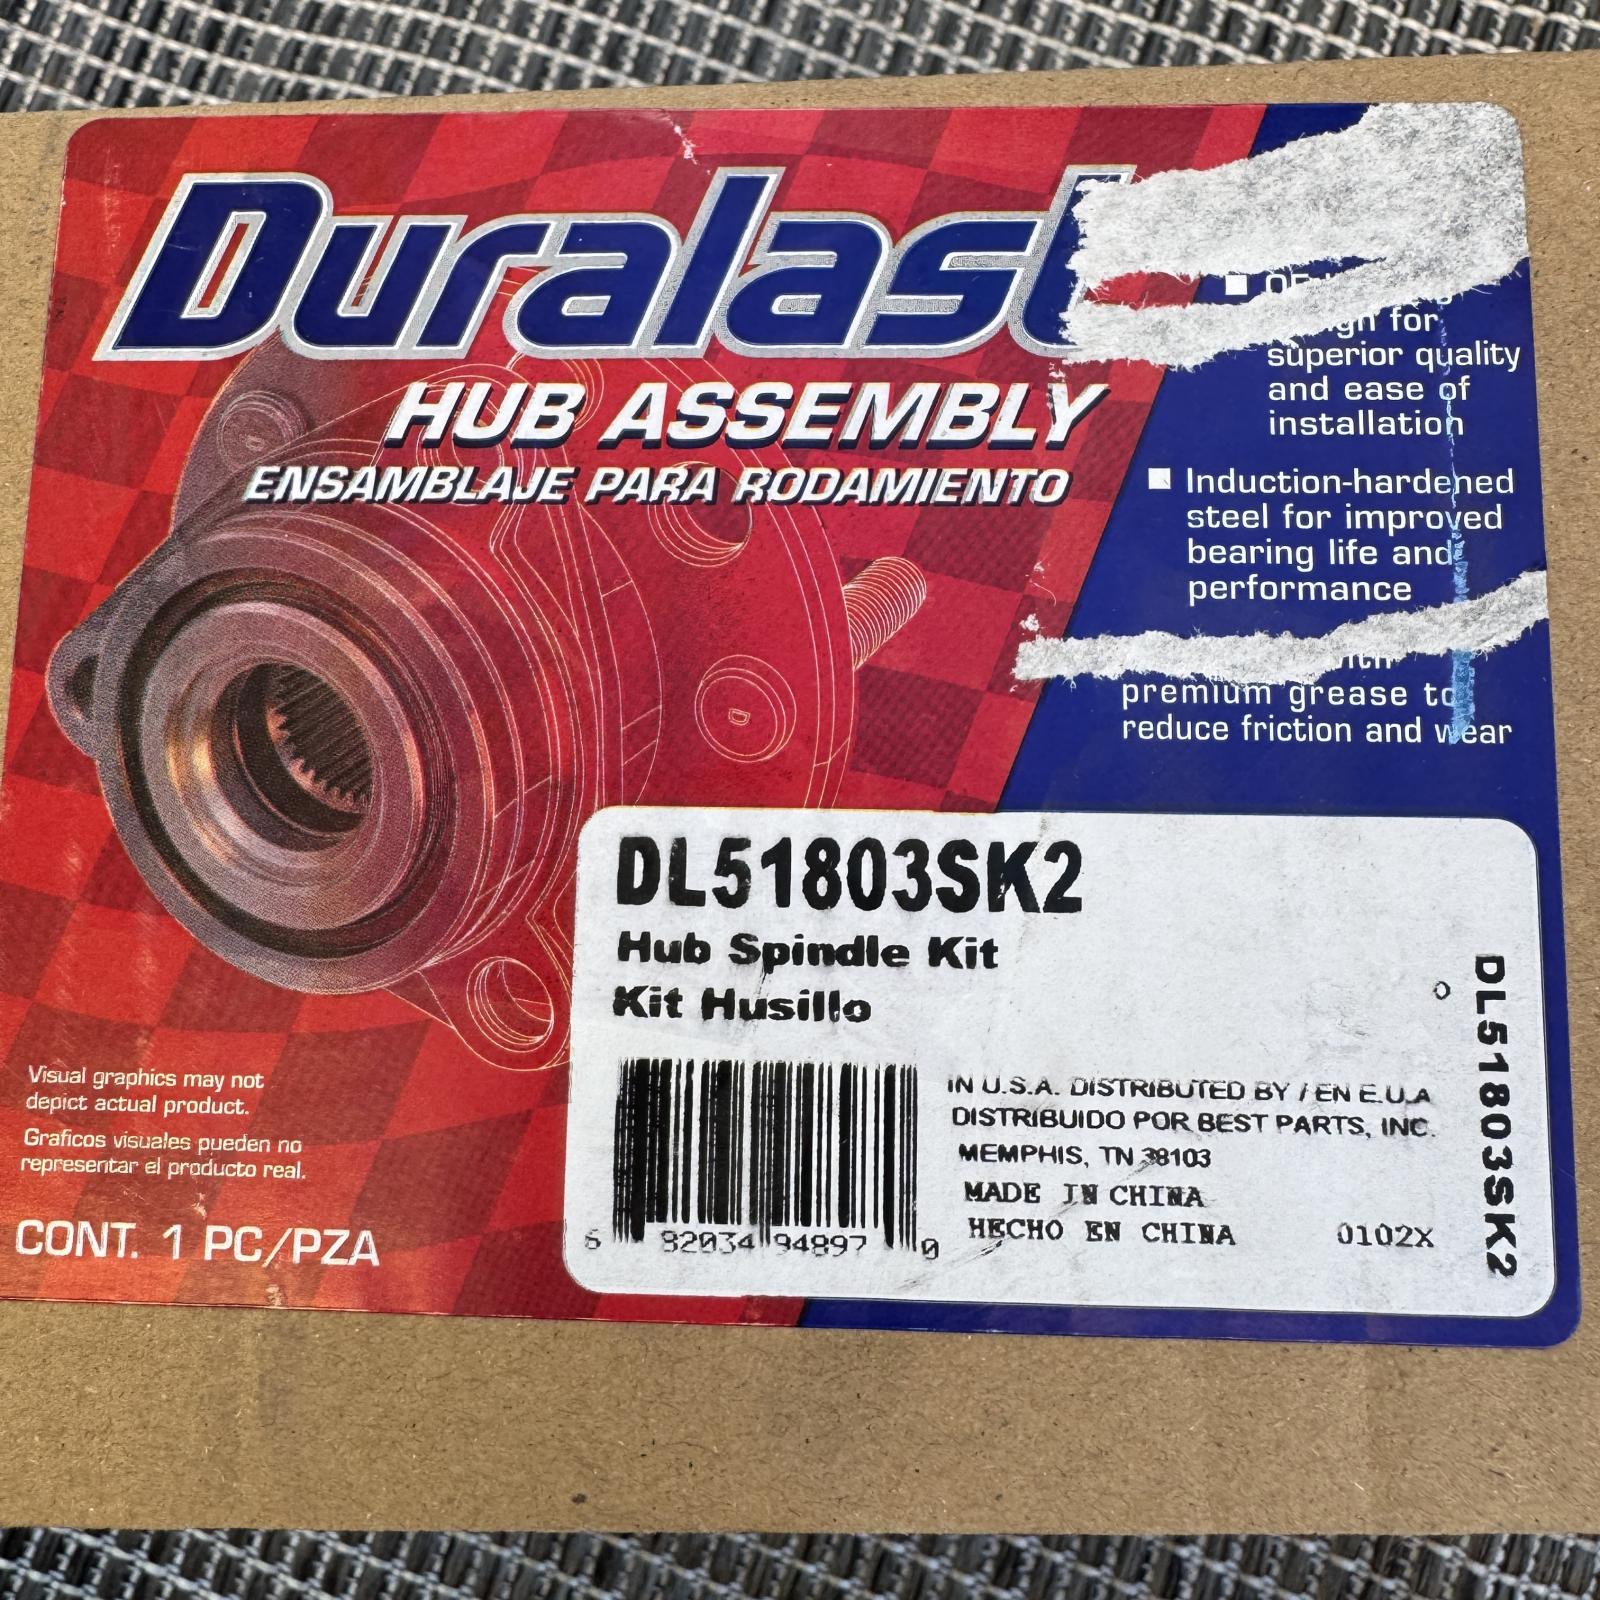 Duralast
HUB ASSEMBLY
ENSAMBLAJE PARA RODAMIENTO
for
superior quality
and ease of
installation
Induction-hardened
steel for improved
bearing life and
performance
premium grease to
reduce friction and wear
DL51803SK2
Hub Spindle Kit
Kit Husillo
IN U.S.A. DISTRIBUTED BY / EN E.U.A
DISTRIBUIDO POR BEST PARTS, INC.
MEMPHIS, TN 38103
MADE IN CHINA
HECHO EN CHINA 0102X
6 82034 94897 0
DL51803SK2
Visual graphics may not
depict actual product.
Graficos visuales pueden no
representar el producto real.
CONT. 1 PC/PZA